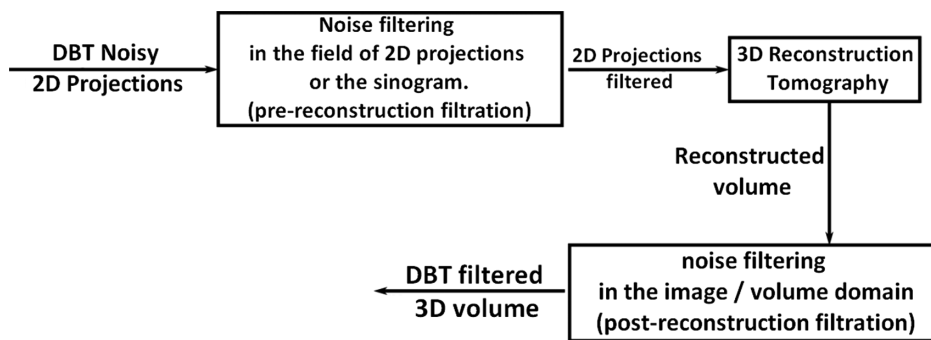 DBT Noisy
2D Projections
Noise filtering
in the field of 2D projections
or the sinogram.
(pre-reconstruction filtration)
2D Projections
filtered
3D Reconstruction
Tomography
Reconstructed
volume
noise filtering
in the image / volume domain
(post-reconstruction filtration)
DBT filtered
3D volume